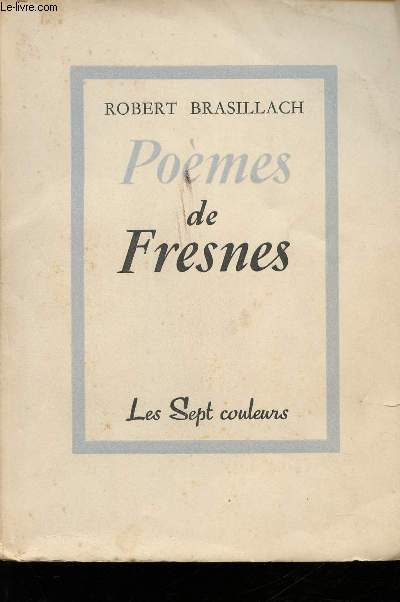 © Le-livre.com
ROBERT BRASILLACH
Poèmes
de
Fresnes
Les Sept couleurs